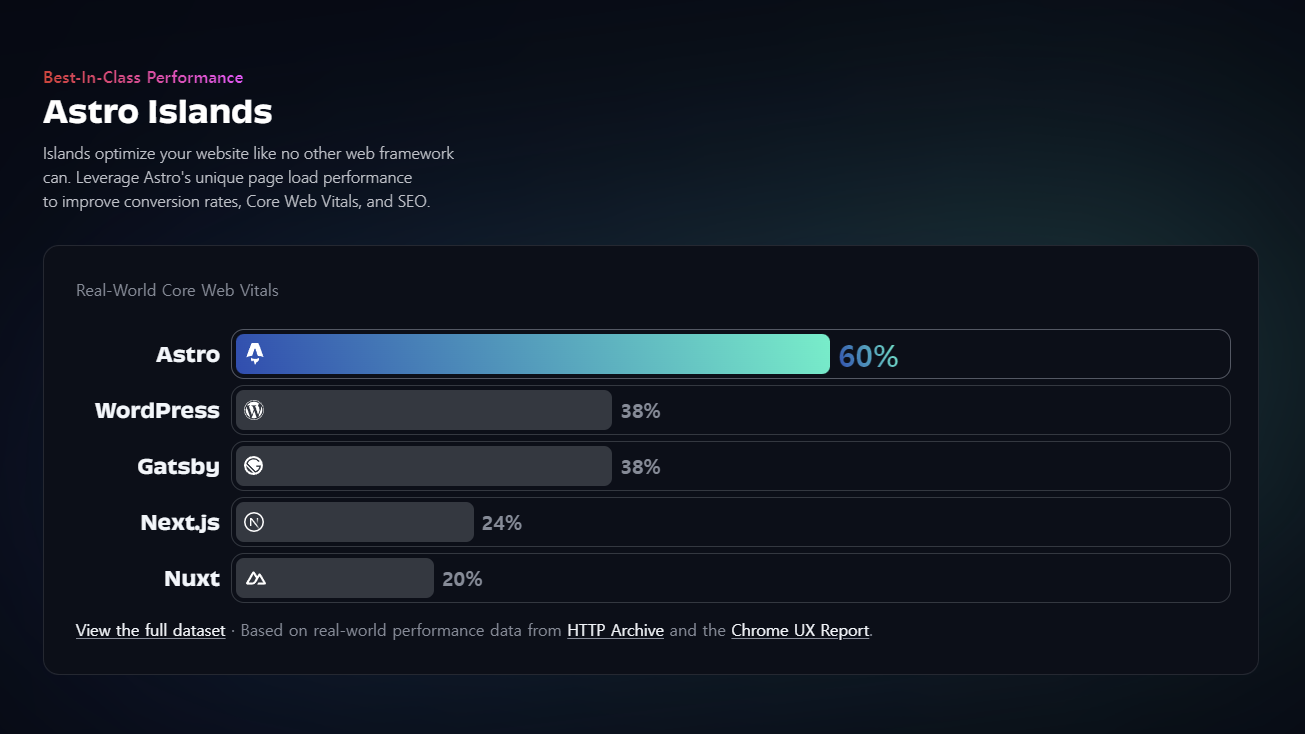 Best-In-Class Performance
Astro Islands
Islands optimize your website like no other web framework
can. Leverage Astro's unique page load performance
to improve conversion rates, Core Web Vitals, and SEO.
Real-World Core Web Vitals
Astro 60%
WordPress 38%
Gatsby 38%
Next.js 24%
Nuxt 20%
View the full dataset · Based on real-world performance data from HTTP Archive and the Chrome UX Report.